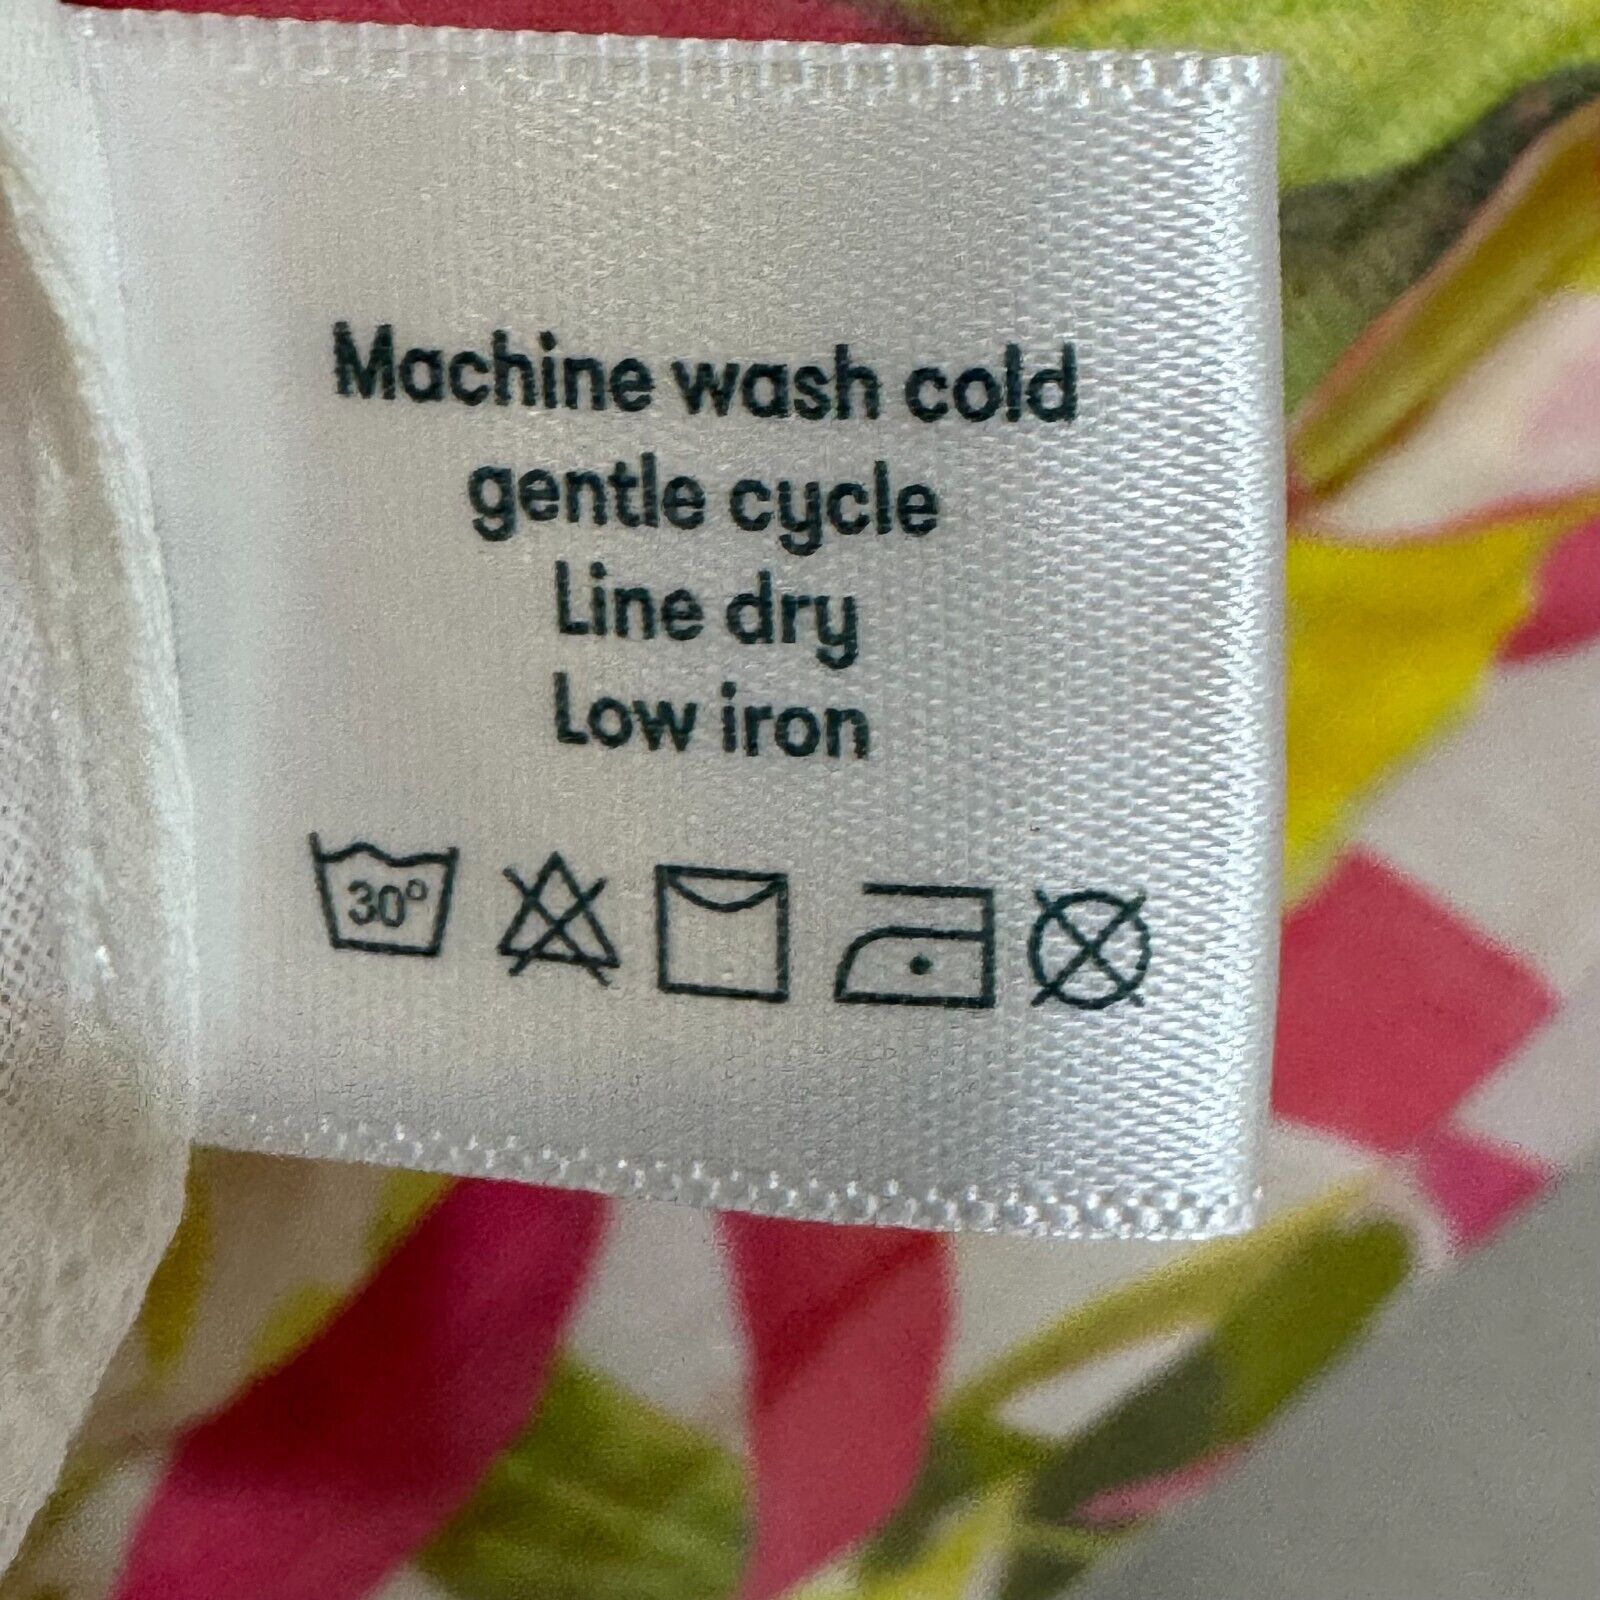 Machine wash cold
gentle cycle
Line dry
Low iron
30°